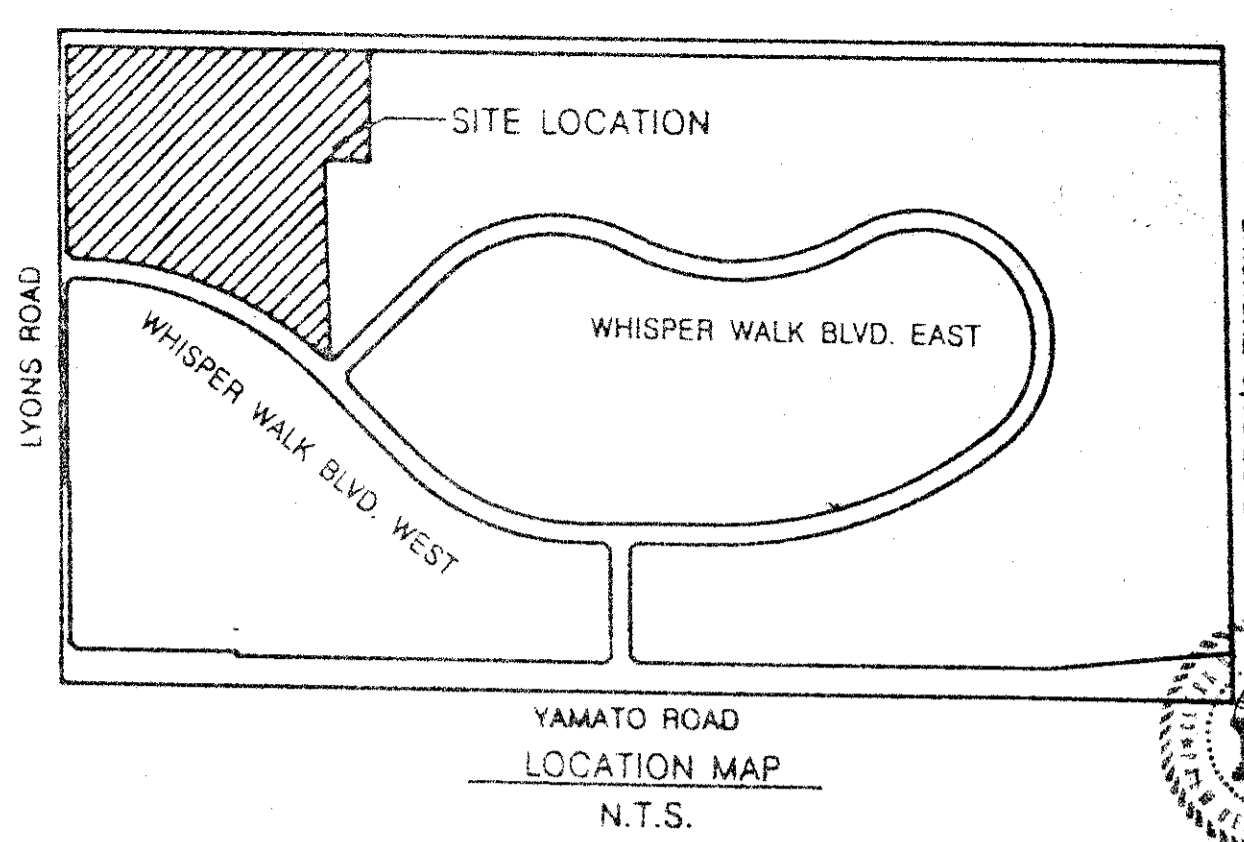 SITE LOCATION
LYONS ROAD
WHISPER WALK BLVD. EAST
WHISPER WALK BLVD. WEST
YAMATO ROAD
LOCATION MAP
N.T.S.